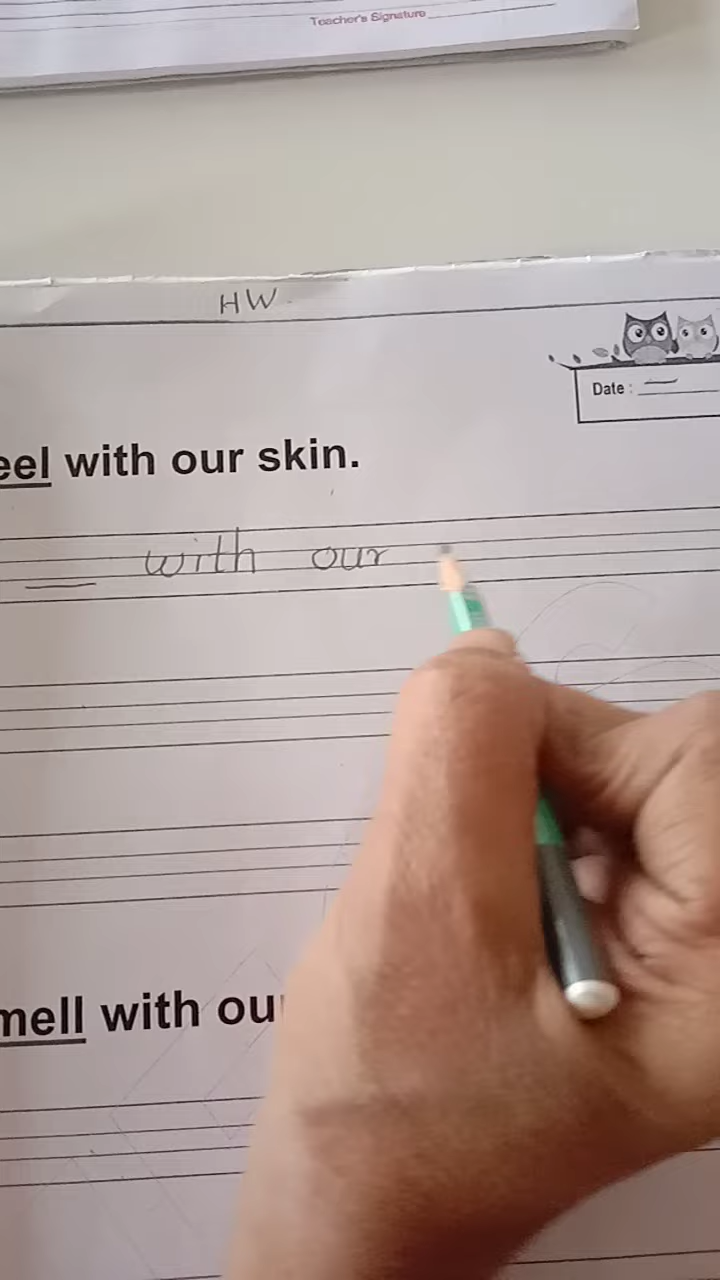 Teacher's Signature
HW
Date :
eel with our skin.
with our
mell with ou